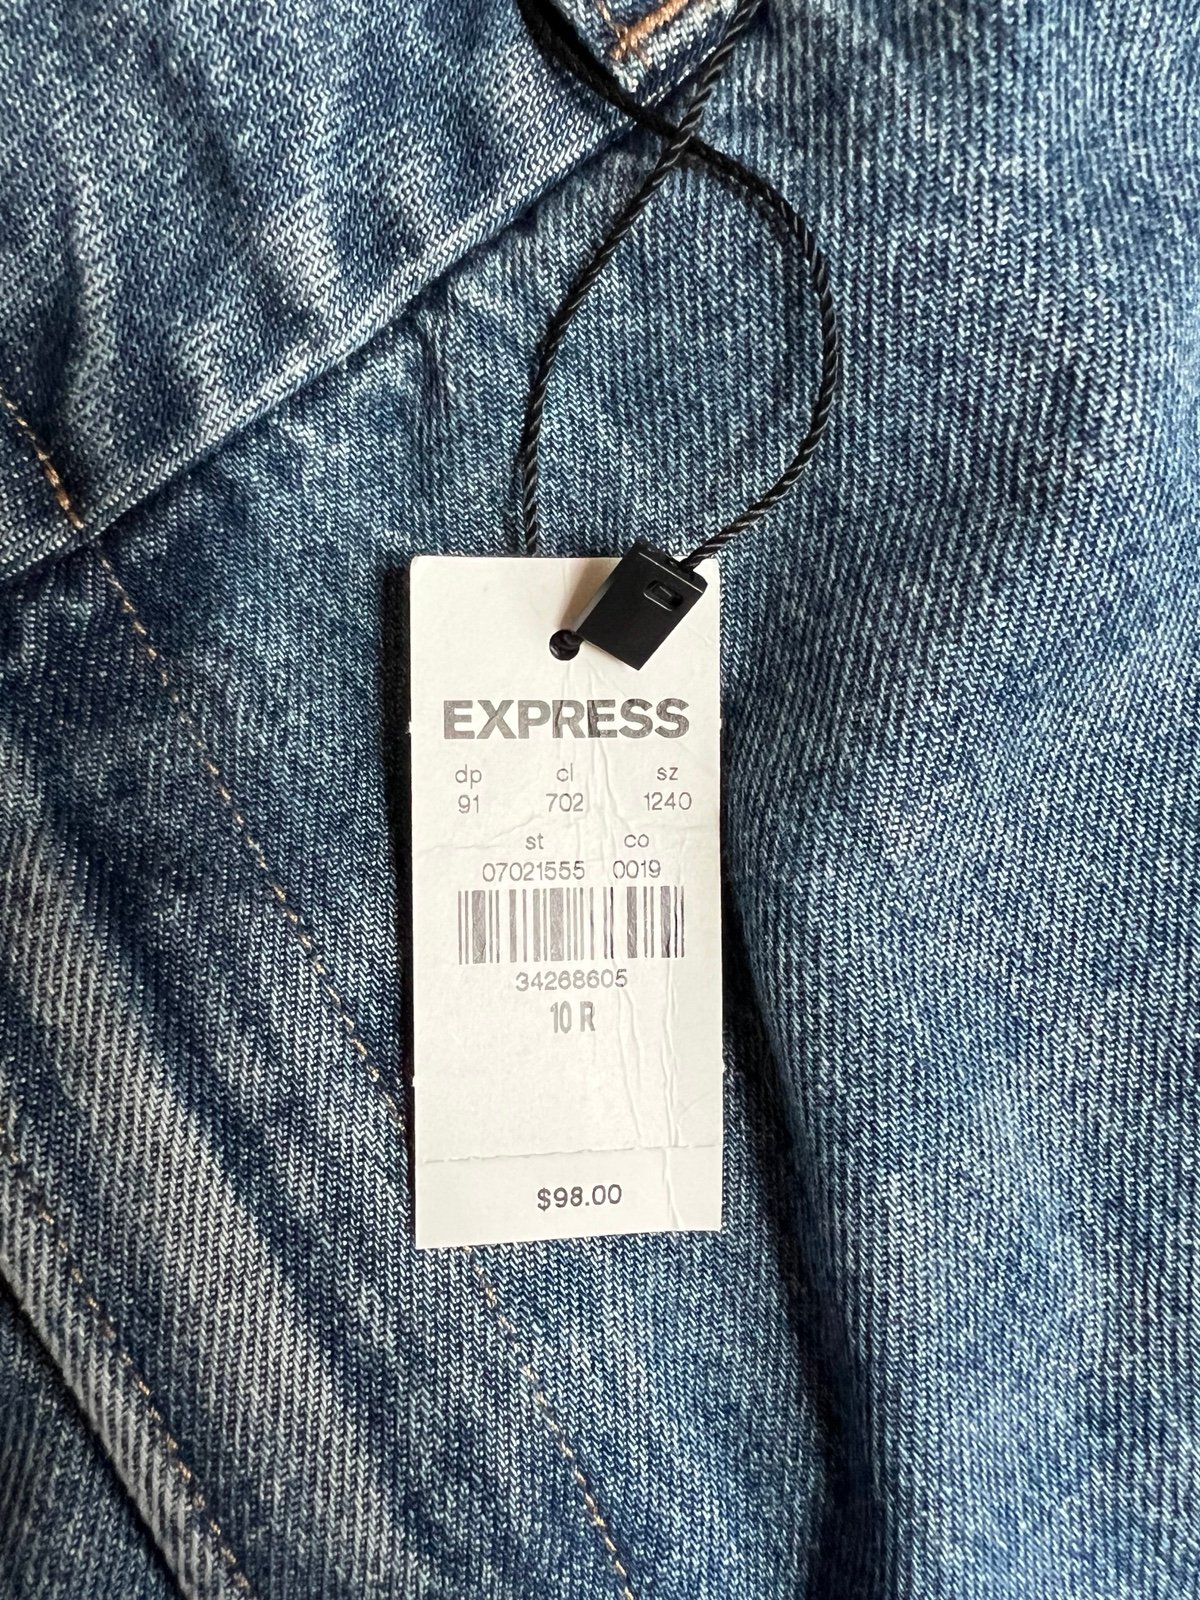 EXPRESS
dp cl sz
91 702 1240
st co
07021555 0019
34268605
10 R
$98.00